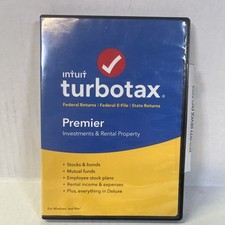 intuit
turbotax.
Federal Returns | Federal E-File | State Returns
Premier
Investments & Rental Property
• Stocks & bonds
• Mutual funds
• Employee stock plans
• Rental income & expenses
• Plus, everything in Deluxe
For Windows and Mac